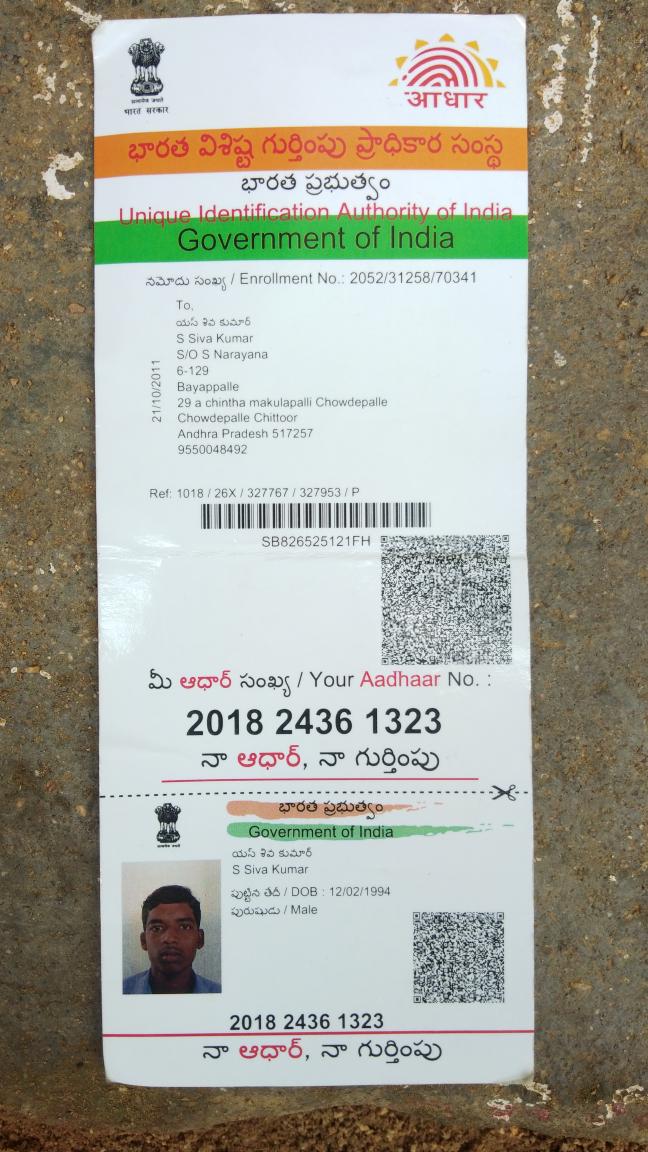 सत्यमेव जयते
भारत सरकार
आधार
భారత విశిష్ట గుర్తింపు ప్రాధికార సంస్థ
భారత ప్రభుత్వం
Unique Identification Authority of India
Government of India
నమోదు సంఖ్య / Enrollment No.: 2052/31258/70341
To,
యస్ శివ కుమార్
S Siva Kumar
S/O S Narayana
6-129
Bayappalle
29 a chintha makulapalli Chowdepalle
Chowdepalle Chittoor
Andhra Pradesh 517257
9550048492
21/10/2011
Ref: 1018 / 26X / 327767 / 327953 / P
SB826525121FH
మీ ఆధార్ సంఖ్య / Your Aadhaar No. :
2018 2436 1323
నా ఆధార్, నా గుర్తింపు
భారత ప్రభుత్వం
Government of India
యస్ శివ కుమార్
S Siva Kumar
పుట్టిన తేదీ / DOB : 12/02/1994
పురుషుడు / Male
2018 2436 1323
నా ఆధార్, నా గుర్తింపు